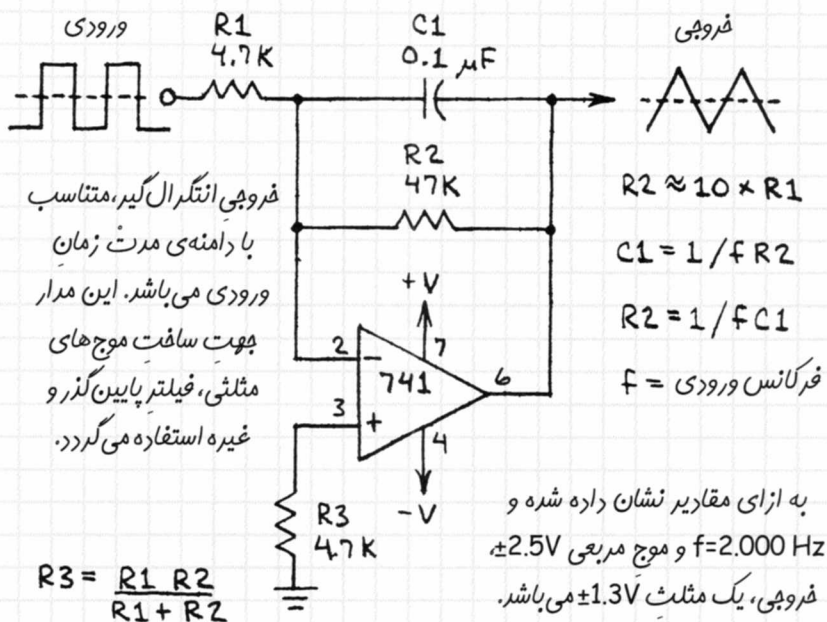 ورودی
R1
4.7K
C1
0.1 µF
خروجی
R2
47K
خروجیِ انتگرال‌گیر، متناسب
با دامنه‌ی مدتْ زمانِ
ورودی می‌باشد. این مدار
جهتِ ساختِ موج‌های
مثلثی، فیلترِ پایین‌گذر و
غیره استفاده می‌گردد.
R2 ≈ 10 × R1
C1 = 1 / f R2
R2 = 1 / f C1
f = فرکانس ورودی
+V
2
−
7
741
6
3
+
4
−V
R3
4.7K
R3 = R1 R2
R1 + R2
به ازای مقادیر نشان داده شده و
f=2.000 Hz و موج مربعی ±2.5V،
خروجی، یک مثلثِ ±1.3V می‌باشد.